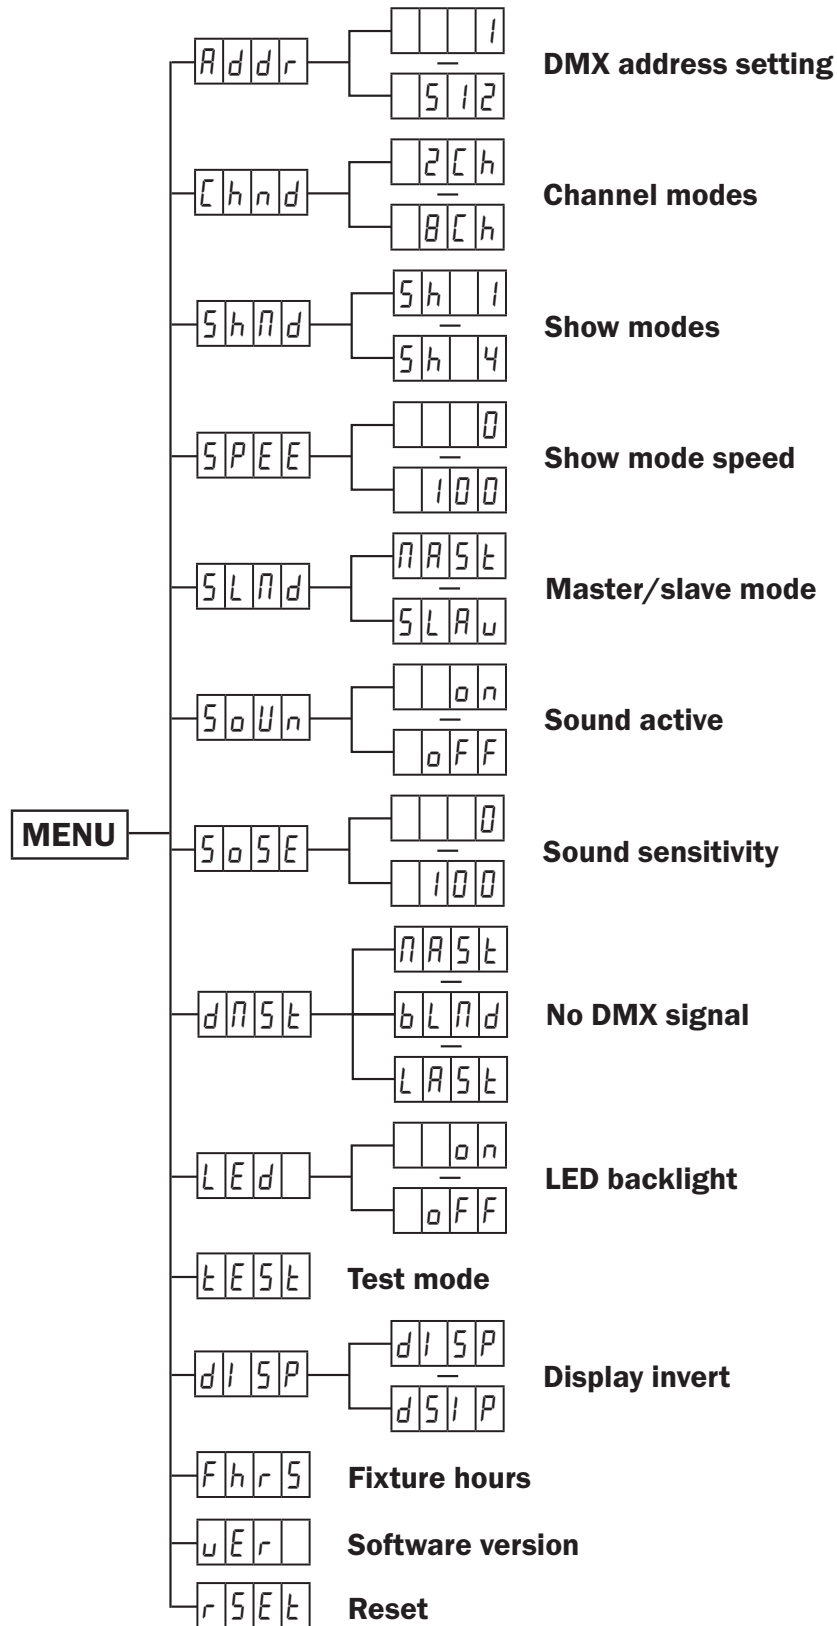 Addr
1
512
DMX address setting
Chnd
2Ch
8Ch
Channel modes
ShMd
Sh 1
Sh 4
Show modes
SPEE
0
100
Show mode speed
SLMd
MASt
SLAv
Master/slave mode
SoUn
on
oFF
Sound active
MENU
SoSE
0
100
Sound sensitivity
dMSt
MASt
bLMd
LASt
No DMX signal
LEd
on
oFF
LED backlight
tESt
Test mode
dISP
dISP
dSIP
Display invert
FhrS
Fixture hours
vEr
Software version
rSEt
Reset